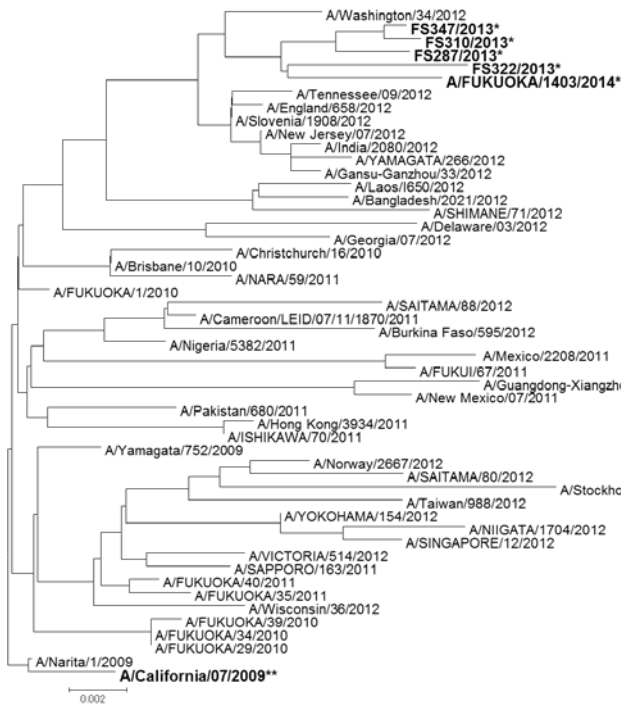 A/Washington/34/2012
FS347/2013*
FS310/2013*
FS287/2013*
FS322/2013*
A/FUKUOKA/1403/2014*
A/Tennessee/09/2012
A/England/658/2012
A/Slovenia/1908/2012
A/New Jersey/07/2012
A/India/2080/2012
A/YAMAGATA/266/2012
A/Gansu-Ganzhou/33/2012
A/Laos/I650/2012
A/Bangladesh/2021/2012
A/SHIMANE/71/2012
A/Delaware/03/2012
A/Georgia/07/2012
A/Christchurch/16/2010
A/Brisbane/10/2010
A/NARA/59/2011
A/FUKUOKA/1/2010
A/SAITAMA/88/2012
A/Cameroon/LEID/07/11/1870/2011
A/Burkina Faso/595/2012
A/Nigeria/5382/2011
A/Mexico/2208/2011
A/FUKUI/67/2011
A/Guangdong-Xiangzho
A/New Mexico/07/2011
A/Pakistan/680/2011
A/Hong Kong/3934/2011
A/ISHIKAWA/70/2011
A/Yamagata/752/2009
A/Norway/2667/2012
A/SAITAMA/80/2012
A/Stockho
A/Taiwan/988/2012
A/YOKOHAMA/154/2012
A/NIIGATA/1704/2012
A/SINGAPORE/12/2012
A/VICTORIA/514/2012
A/SAPPORO/163/2011
A/FUKUOKA/40/2011
A/FUKUOKA/35/2011
A/Wisconsin/36/2012
A/FUKUOKA/39/2010
A/FUKUOKA/34/2010
A/FUKUOKA/29/2010
A/Narita/1/2009
A/California/07/2009**
0.002